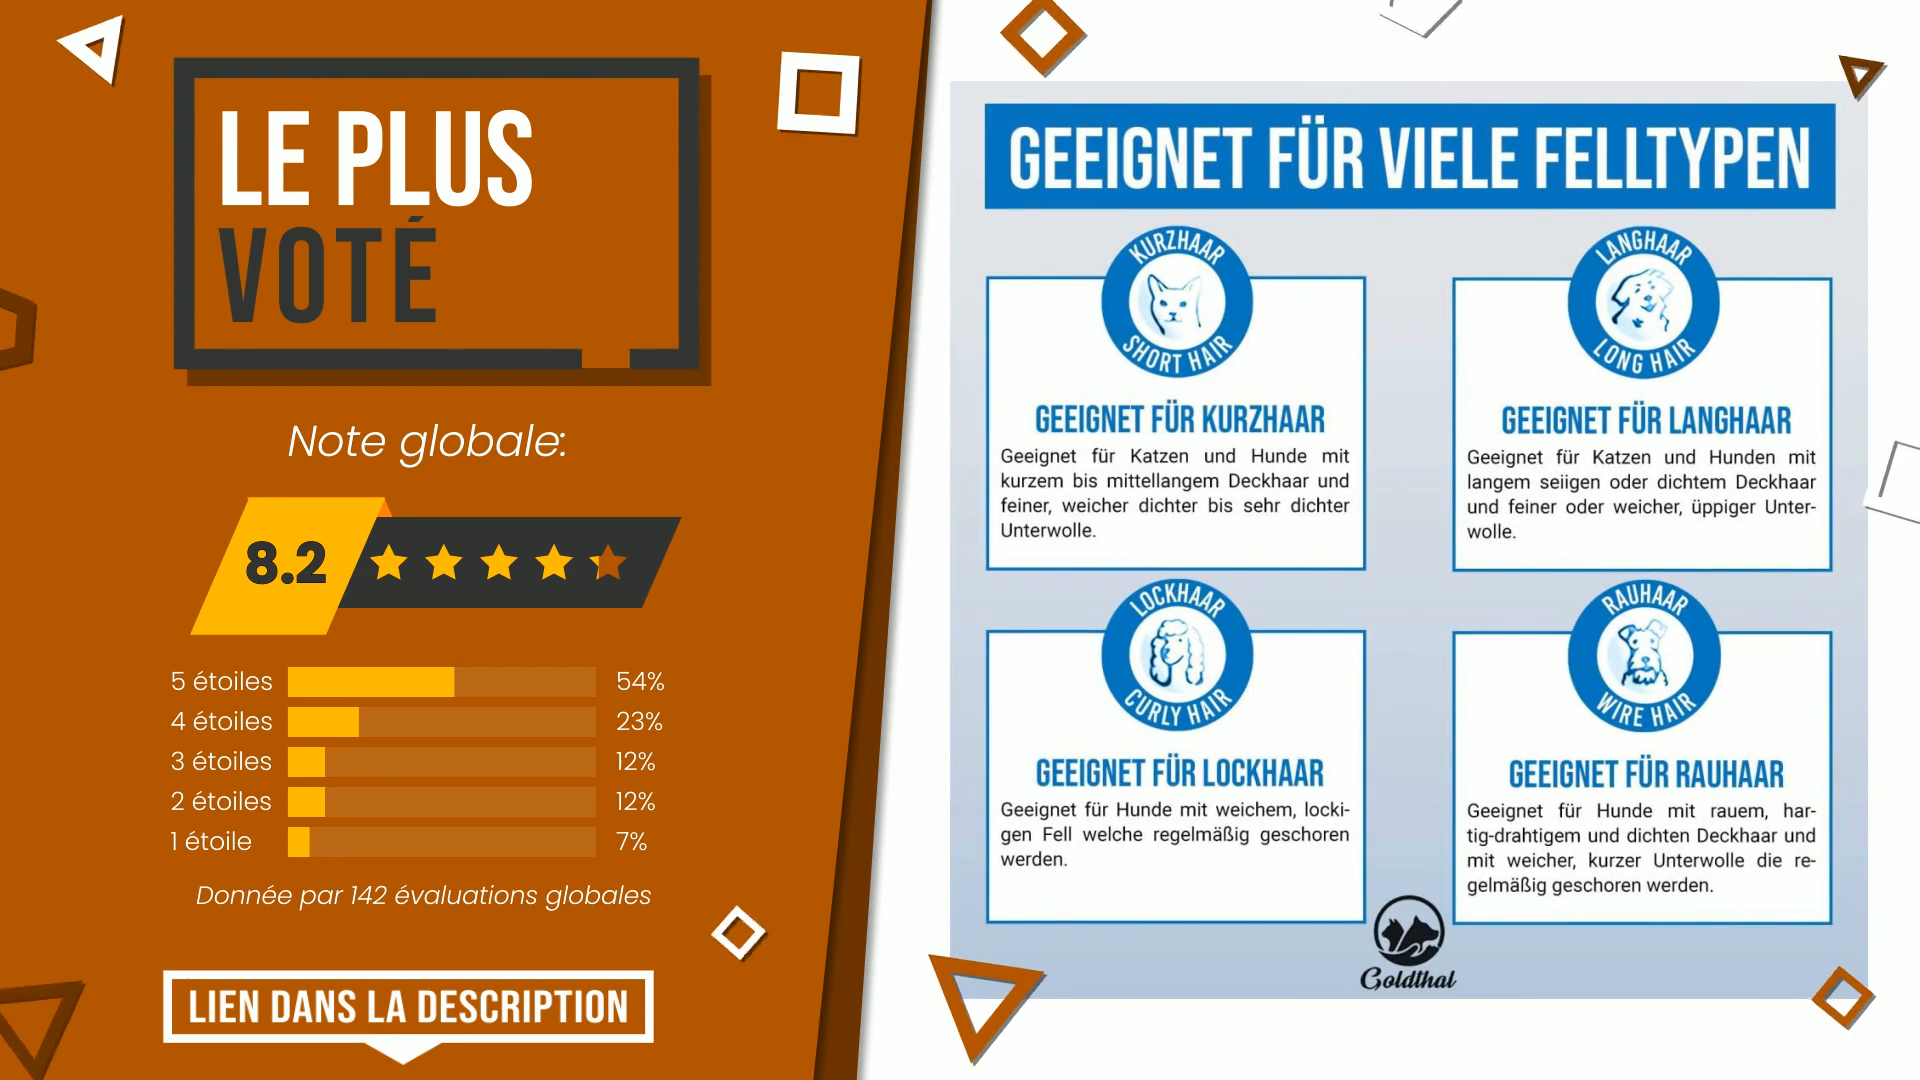 LE PLUS
VOTÉ
Note globale:
8.2
5 étoiles 54%
4 étoiles 23%
3 étoiles 12%
2 étoiles 12%
1 étoile 7%
Donnée par 142 évaluations globales
LIEN DANS LA DESCRIPTION
GEEIGNET FÜR VIELE FELLTYPEN
KURZHAAR
SHORT HAIR
GEEIGNET FÜR KURZHAAR
Geeignet für Katzen und Hunde mit
kurzem bis mittellangem Deckhaar und
feiner, weicher dichter bis sehr dichter
Unterwolle.
LANGHAAR
LONG HAIR
GEEIGNET FÜR LANGHAAR
Geeignet für Katzen und Hunden mit
langem seiigen oder dichtem Deckhaar
und feiner oder weicher, üppiger Unter-
wolle.
LOCKHAAR
CURLY HAIR
GEEIGNET FÜR LOCKHAAR
Geeignet für Hunde mit weichem, locki-
gen Fell welche regelmäßig geschoren
werden.
RAUHAAR
WIRE HAIR
GEEIGNET FÜR RAUHAAR
Geeignet für Hunde mit rauem, har-
tig-drahtigem und dichten Deckhaar und
mit weicher, kurzer Unterwolle die re-
gelmäßig geschoren werden.
Goldthal